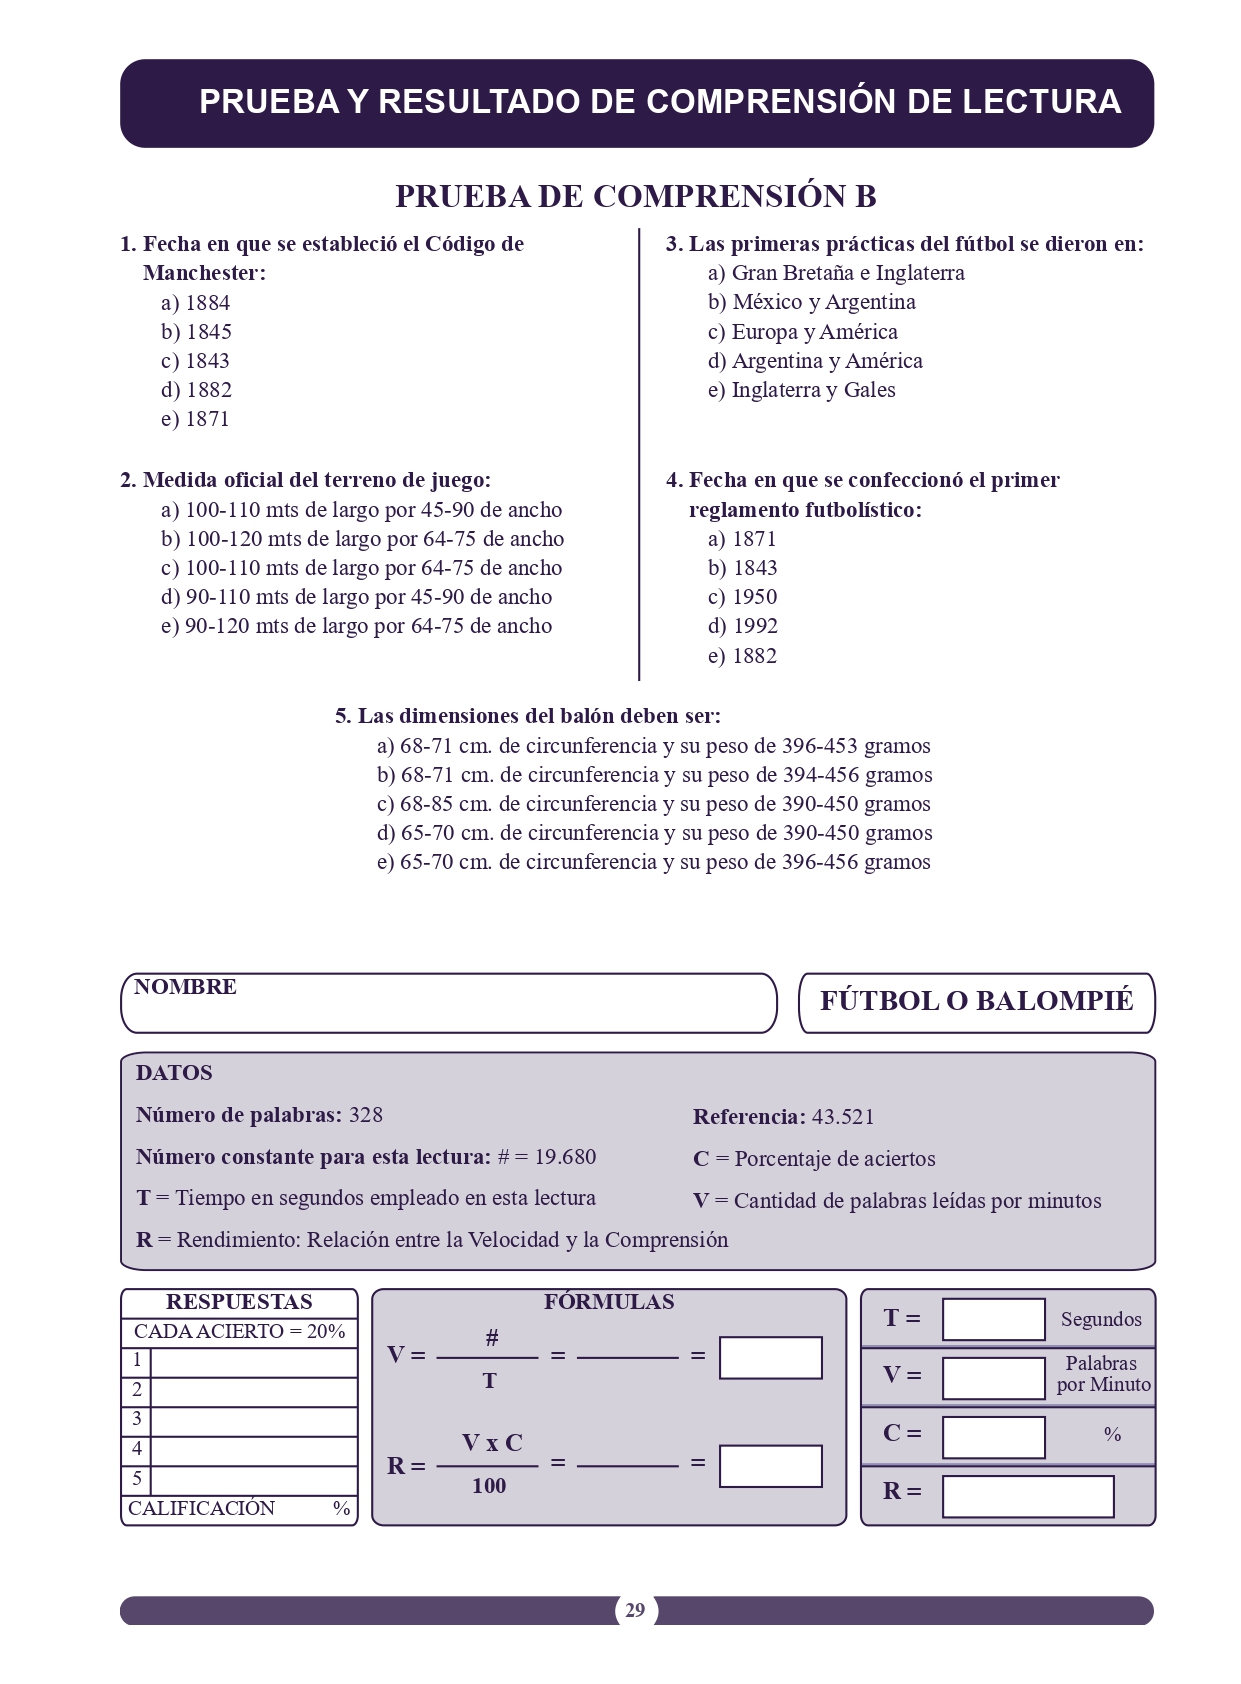 PRUEBA Y RESULTADO DE COMPRENSIÓN DE LECTURA
PRUEBA DE COMPRENSIÓN B
1. Fecha en que se estableció el Código de
Manchester:
a) 1884
b) 1845
c) 1843
d) 1882
e) 1871
2. Medida oficial del terreno de juego:
a) 100-110 mts de largo por 45-90 de ancho
b) 100-120 mts de largo por 64-75 de ancho
c) 100-110 mts de largo por 64-75 de ancho
d) 90-110 mts de largo por 45-90 de ancho
e) 90-120 mts de largo por 64-75 de ancho
3. Las primeras prácticas del fútbol se dieron en:
a) Gran Bretaña e Inglaterra
b) México y Argentina
c) Europa y América
d) Argentina y América
e) Inglaterra y Gales
4. Fecha en que se confeccionó el primer
reglamento futbolístico:
a) 1871
b) 1843
c) 1950
d) 1992
e) 1882
5. Las dimensiones del balón deben ser:
a) 68-71 cm. de circunferencia y su peso de 396-453 gramos
b) 68-71 cm. de circunferencia y su peso de 394-456 gramos
c) 68-85 cm. de circunferencia y su peso de 390-450 gramos
d) 65-70 cm. de circunferencia y su peso de 390-450 gramos
e) 65-70 cm. de circunferencia y su peso de 396-456 gramos
NOMBRE
FÚTBOL O BALOMPIÉ
DATOS
Número de palabras: 328
Número constante para esta lectura: # = 19.680
T = Tiempo en segundos empleado en esta lectura
R = Rendimiento: Relación entre la Velocidad y la Comprensión
Referencia: 43.521
C = Porcentaje de aciertos
V = Cantidad de palabras leídas por minutos
RESPUESTAS
CADA ACIERTO = 20%
1
2
3
4
5
CALIFICACIÓN %
FÓRMULAS
#
V = = =
T
V x C
R = = =
100
T = Segundos
V = Palabras
por Minuto
C = %
R =
29